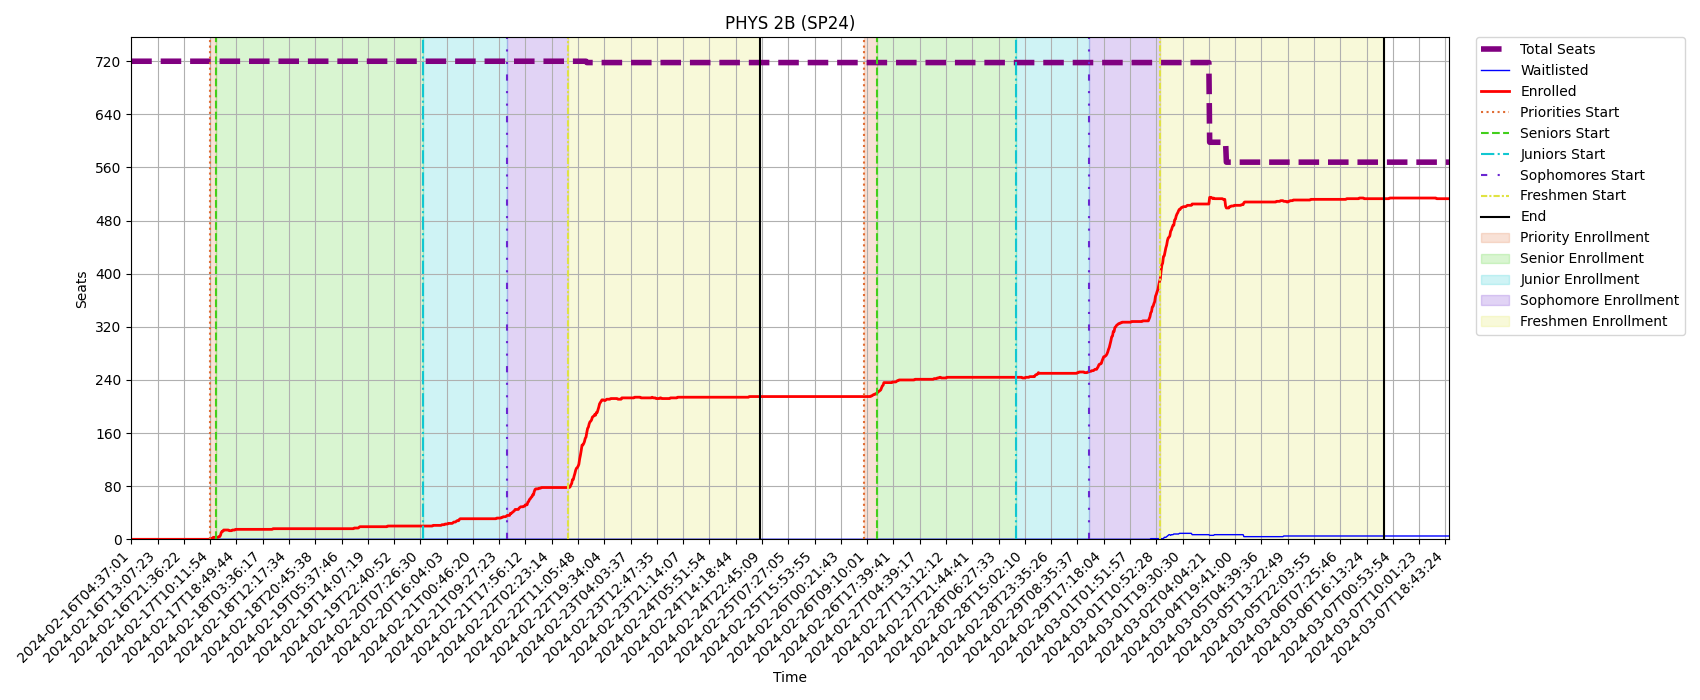 PHYS 2B (SP24)
Seats
720
640
560
480
400
320
240
160
80
0
2024-02-16T04:37:01
2024-02-16T13:07:23
2024-02-16T21:36:22
2024-02-17T10:11:54
2024-02-17T18:49:44
2024-02-18T03:36:17
2024-02-18T12:17:34
2024-02-18T20:45:38
2024-02-19T05:37:46
2024-02-19T14:07:19
2024-02-19T22:40:52
2024-02-20T07:26:30
2024-02-20T16:04:03
2024-02-21T00:46:20
2024-02-21T09:27:23
2024-02-21T17:56:12
2024-02-22T02:23:14
2024-02-22T11:05:48
2024-02-22T19:34:04
2024-02-23T04:03:37
2024-02-23T12:47:35
2024-02-23T21:14:07
2024-02-24T05:51:54
2024-02-24T14:18:44
2024-02-24T22:45:09
2024-02-25T07:27:05
2024-02-25T15:53:55
2024-02-26T00:21:43
2024-02-26T09:10:01
2024-02-26T17:39:41
2024-02-27T04:39:17
2024-02-27T13:12:12
2024-02-27T21:44:41
2024-02-28T06:27:33
2024-02-28T15:02:10
2024-02-28T23:35:26
2024-02-29T08:35:37
2024-02-29T17:18:04
2024-03-01T01:51:57
2024-03-01T10:52:28
2024-03-01T19:30:30
2024-03-02T04:04:21
2024-03-04T19:41:00
2024-03-05T04:39:36
2024-03-05T13:22:49
2024-03-05T22:03:55
2024-03-06T07:25:46
2024-03-06T16:13:24
2024-03-07T00:53:54
2024-03-07T10:01:23
2024-03-07T18:43:24
Time
Total Seats
Waitlisted
Enrolled
Priorities Start
Seniors Start
Juniors Start
Sophomores Start
Freshmen Start
End
Priority Enrollment
Senior Enrollment
Junior Enrollment
Sophomore Enrollment
Freshmen Enrollment